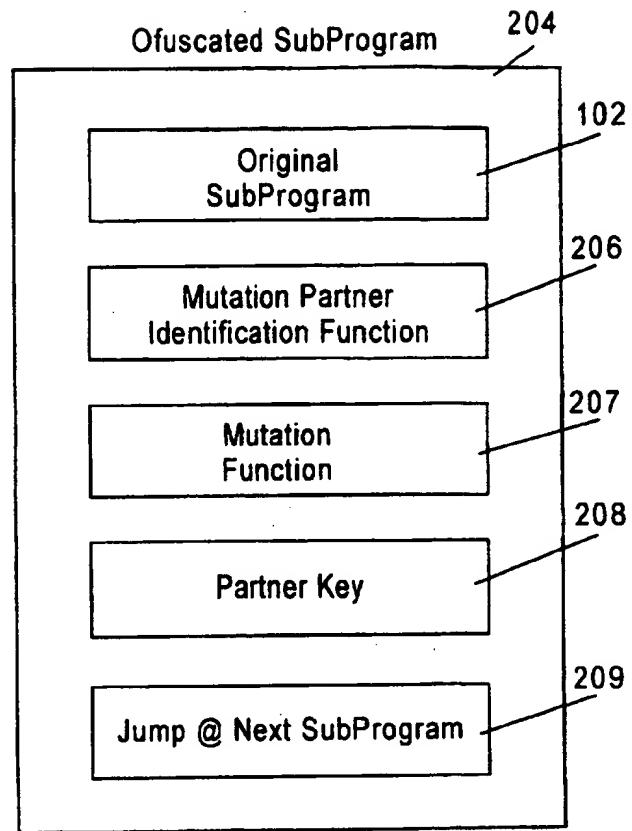 Ofuscated SubProgram
204
Original
SubProgram
102
Mutation Partner
Identification Function
206
Mutation
Function
207
Partner Key
208
Jump @ Next SubProgram
209